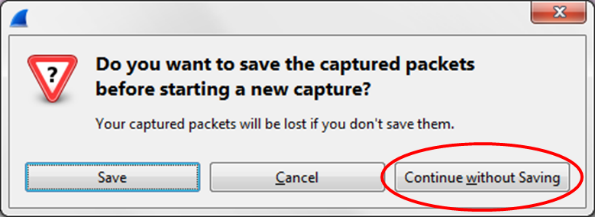 ?
Do you want to save the captured packets
before starting a new capture?
Your captured packets will be lost if you don't save them.
Save
Cancel
Continue without Saving